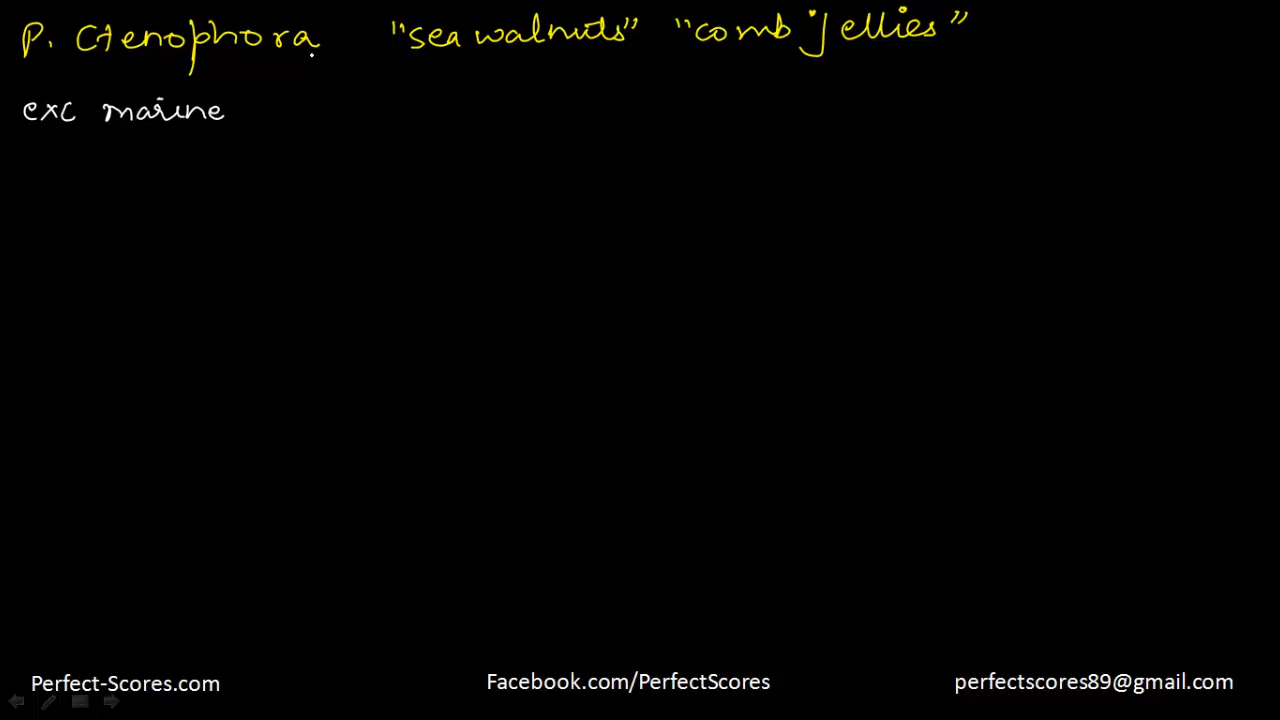 P. Ctenophora "sea walnuts" "comb jellies"
exc marine
Perfect-Scores.com Facebook.com/PerfectScores perfectscores89@gmail.com